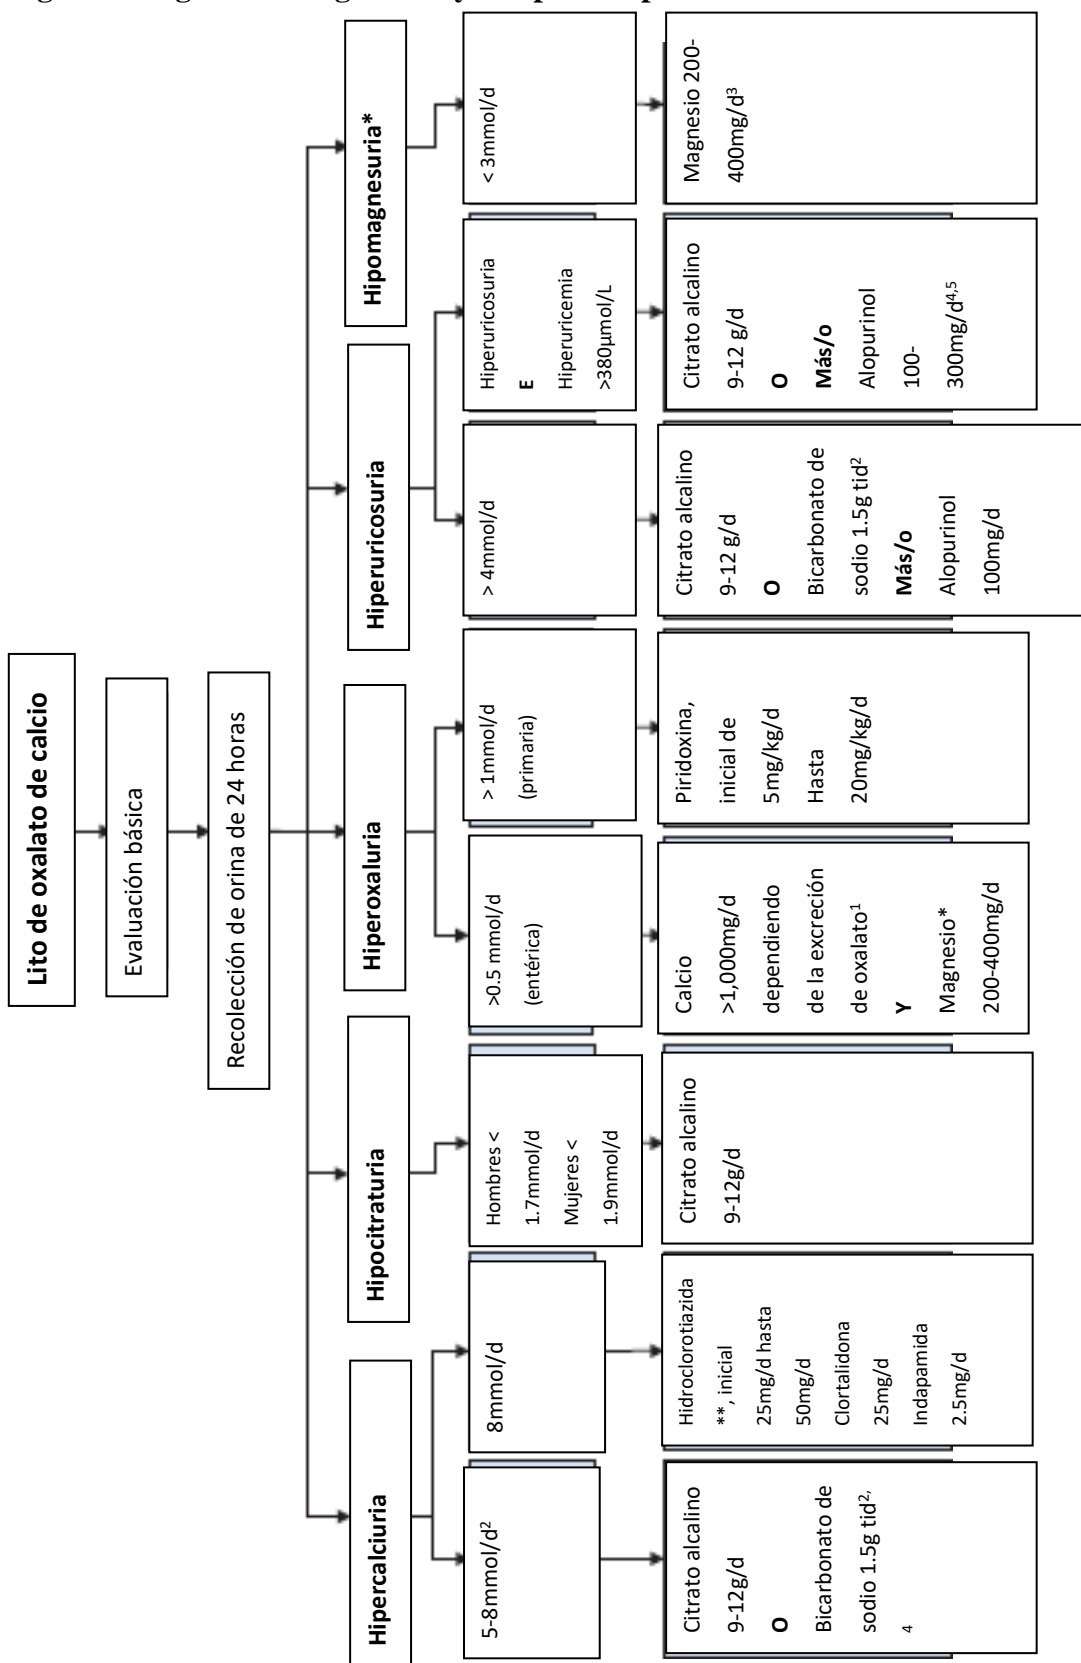 Lito de oxalato de calcio
Evaluación básica
Recolección de orina de 24 horas
Hipercalciuria
Hipocitraturia
Hiperoxaluria
Hiperuricosuria
Hipomagnesuria*
5-8mmol/d²
8mmol/d
Hombres <
1.7mmol/d
Mujeres <
1.9mmol/d
>0.5 mmol/d
(entérica)
> 1mmol/d
(primaria)
> 4mmol/d
Hiperuricosuria
E
Hiperuricemia
>380µmol/L
< 3mmol/d
Citrato alcalino
9-12g/d
O
Bicarbonato de
sodio 1.5g tid²,
4
Hidroclorotiazida
**, inicial
25mg/d hasta
50mg/d
Clortalidona
25mg/d
Indapamida
2.5mg/d
Citrato alcalino
9-12g/d
Calcio
>1,000mg/d
dependiendo
de la excreción
de oxalato¹
Y
Magnesio*
200-400mg/d
Piridoxina,
inicial de
5mg/kg/d
Hasta
20mg/kg/d
Citrato alcalino
9-12 g/d
O
Bicarbonato de
sodio 1.5g tid²
Más/o
Alopurinol
100mg/d
Citrato alcalino
9-12 g/d
O
Más/o
Alopurinol
100-
300mg/d⁴,⁵
Magnesio 200-
400mg/d³